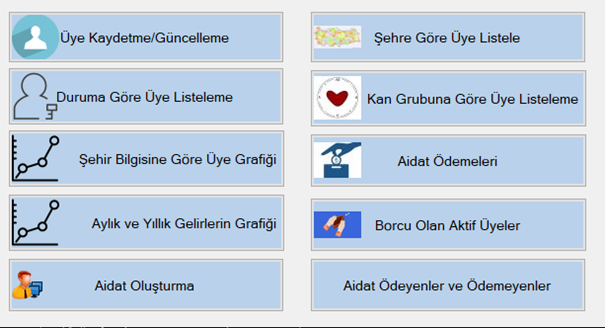 Üye Kaydetme/Güncelleme
Şehre Göre Üye Listele
Duruma Göre Üye Listeleme
Kan Grubuna Göre Üye Listeleme
Şehir Bilgisine Göre Üye Grafiği
Aidat Ödemeleri
Aylık ve Yıllık Gelirlerin Grafiği
Borcu Olan Aktif Üyeler
Aidat Oluşturma
Aidat Ödeyenler ve Ödemeyenler